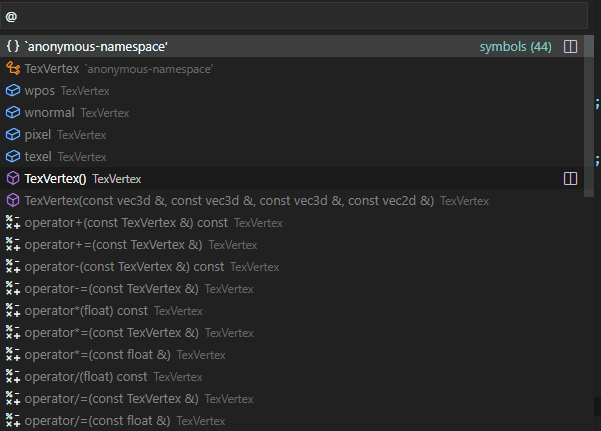 @
{ } `anonymous-namespace' symbols (44)
TexVertex `anonymous-namespace'
wpos TexVertex
wnormal TexVertex
pixel TexVertex
texel TexVertex
TexVertex() TexVertex
TexVertex(const vec3d &, const vec3d &, const vec3d &, const vec2d &) TexVertex
operator+(const TexVertex &) const TexVertex
operator+=(const TexVertex &) TexVertex
operator-(const TexVertex &) const TexVertex
operator-=(const TexVertex &) TexVertex
operator*(float) const TexVertex
operator*=(const TexVertex &) TexVertex
operator*=(const float &) TexVertex
operator/(float) const TexVertex
operator/=(const TexVertex &) TexVertex
operator/=(const float &) TexVertex
;
;